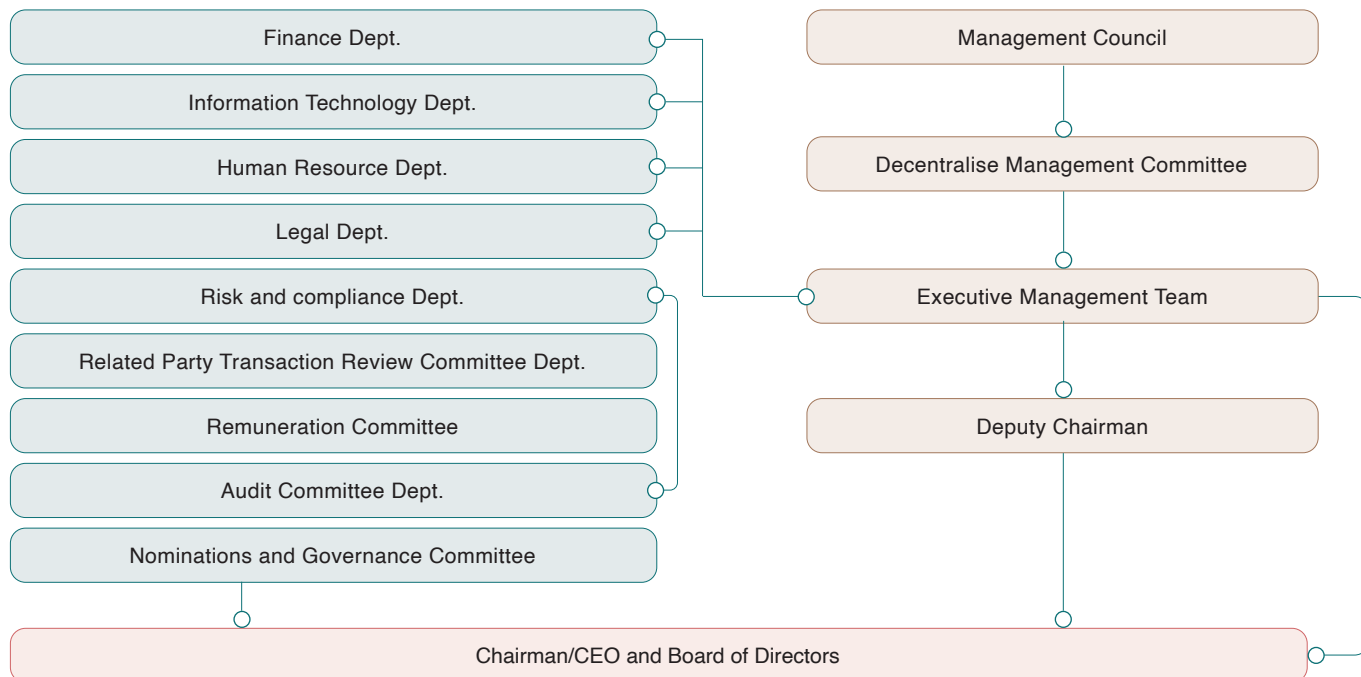 Finance Dept.
Information Technology Dept.
Human Resource Dept.
Legal Dept.
Risk and compliance Dept.
Related Party Transaction Review Committee Dept.
Remuneration Committee
Audit Committee Dept.
Nominations and Governance Committee
Management Council
Decentralise Management Committee
Executive Management Team
Deputy Chairman
Chairman/CEO and Board of Directors